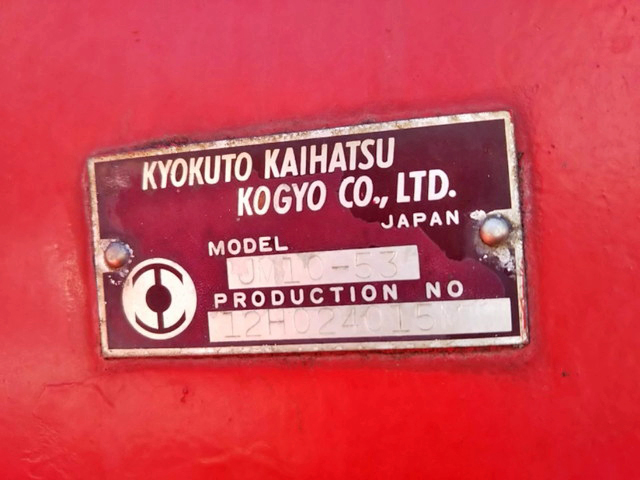 KYOKUTO KAIHATSU
KOGYO CO., LTD.
JAPAN
MODEL
PRODUCTION NO
12H024015